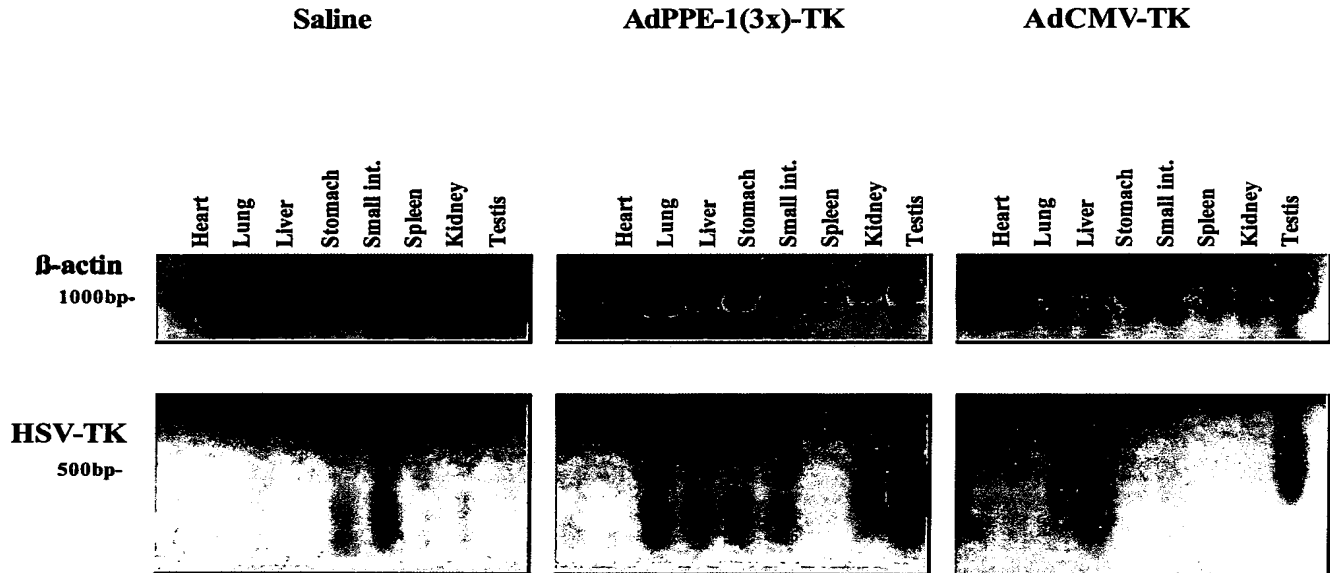 Saline AdPPE-1(3x)-TK AdCMV-TK
Heart Lung Liver Stomach Small int. Spleen Kidney Testis Heart Lung Liver Stomach Small int. Spleen Kidney Testis Heart Lung Liver Stomach Small int. Spleen Kidney Testis
ß-actin
1000bp-
HSV-TK
500bp-